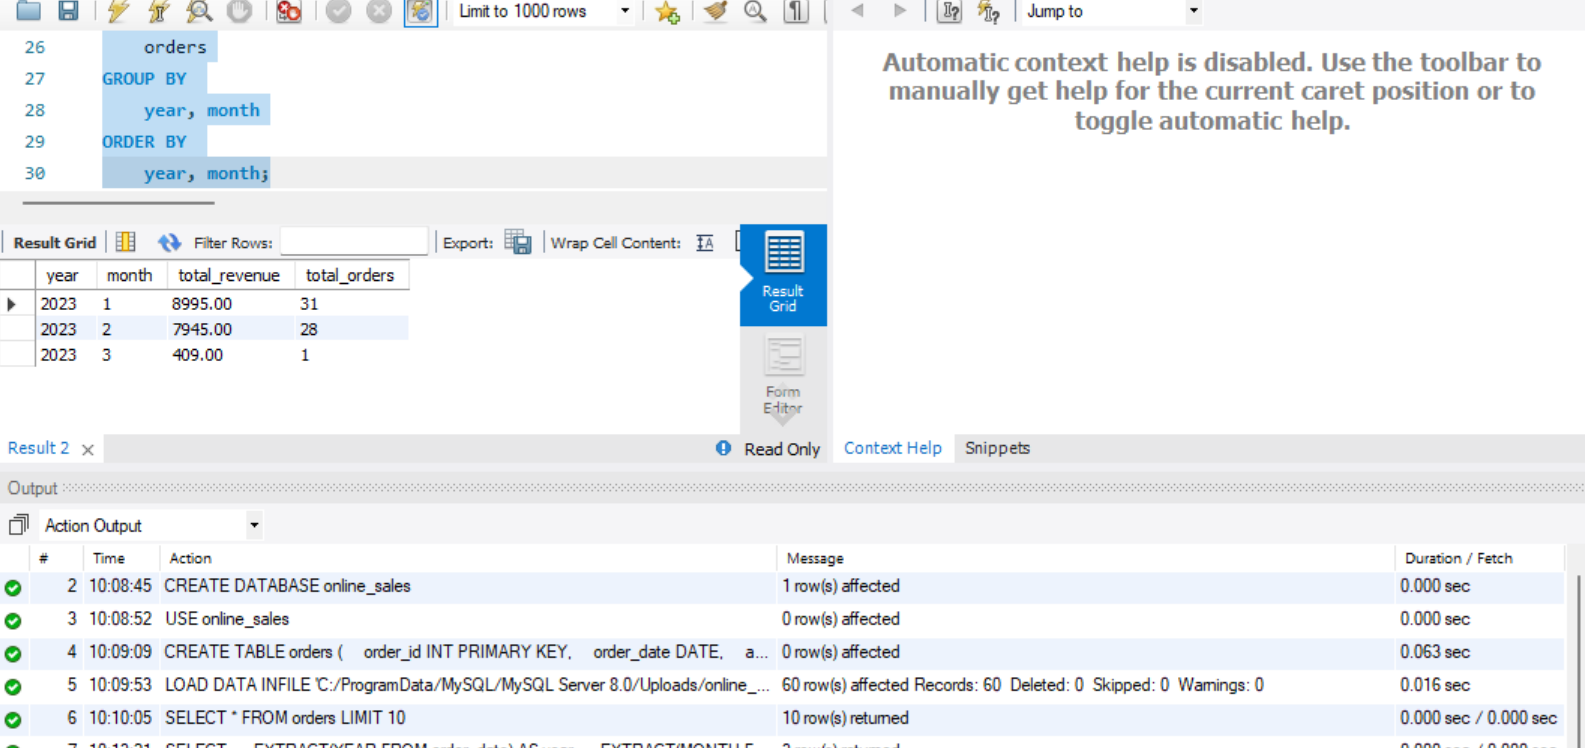 Limit to 1000 rows
Jump to
26 orders
27 GROUP BY
28 year, month
29 ORDER BY
30 year, month;
Automatic context help is disabled. Use the toolbar to
manually get help for the current caret position or to
toggle automatic help.
Result Grid Filter Rows: Export: Wrap Cell Content: IA
year month total_revenue total_orders
2023 1 8995.00 31
2023 2 7945.00 28
2023 3 409.00 1
Result
Grid
Form
Editor
Result 2 Read Only
Context Help Snippets
Output
Action Output
# Time Action Message Duration / Fetch
2 10:08:45 CREATE DATABASE online_sales 1 row(s) affected 0.000 sec
3 10:08:52 USE online_sales 0 row(s) affected 0.000 sec
4 10:09:09 CREATE TABLE orders ( order_id INT PRIMARY KEY, order_date DATE, a... 0 row(s) affected 0.063 sec
5 10:09:53 LOAD DATA INFILE 'C:/ProgramData/MySQL/MySQL Server 8.0/Uploads/online_... 60 row(s) affected Records: 60 Deleted: 0 Skipped: 0 Warnings: 0 0.016 sec
6 10:10:05 SELECT * FROM orders LIMIT 10 10 row(s) returned 0.000 sec / 0.000 sec
SELECT EXTRACT(YEAR FROM order_date) AS year, EXTRACT(MONTH F... row(s) returned